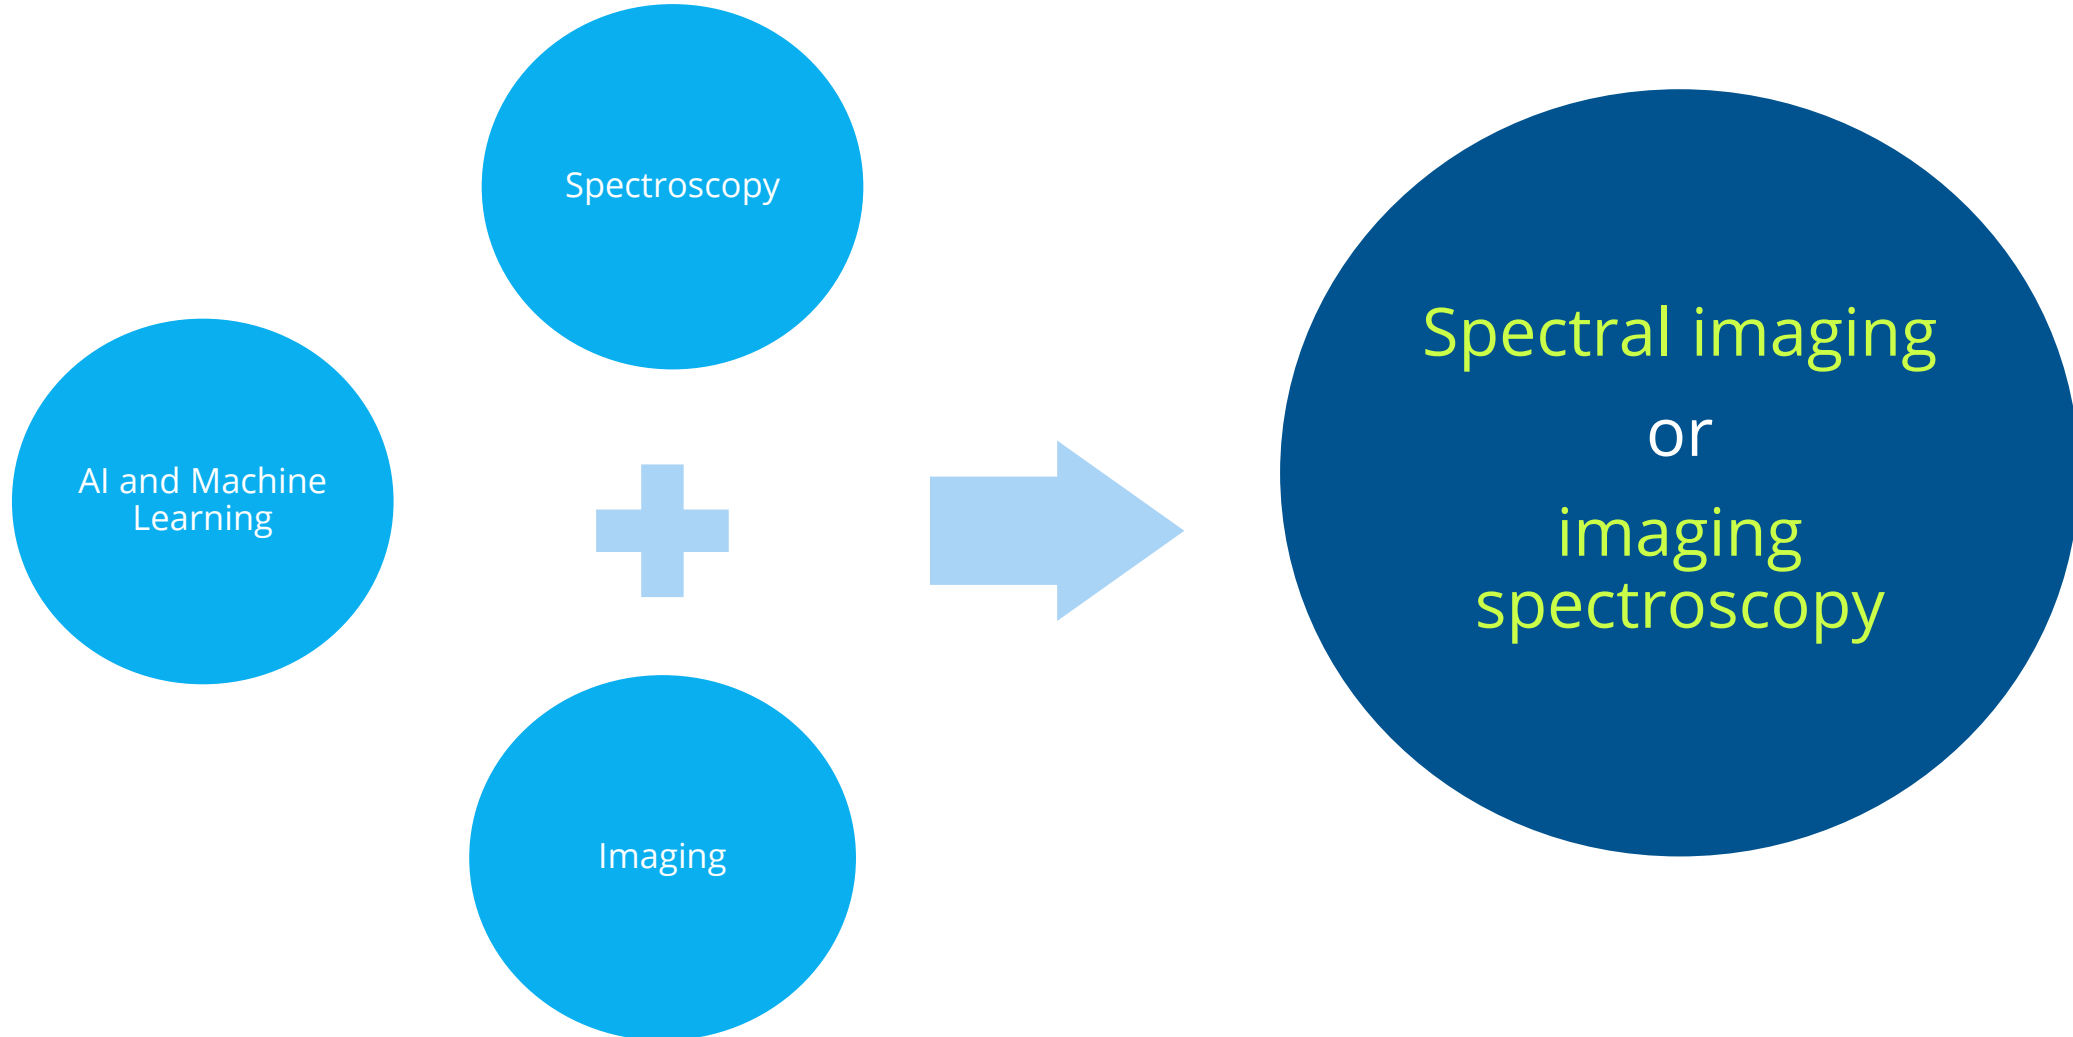 Spectroscopy
AI and Machine
Learning
Imaging
Spectral imaging
or
imaging
spectroscopy